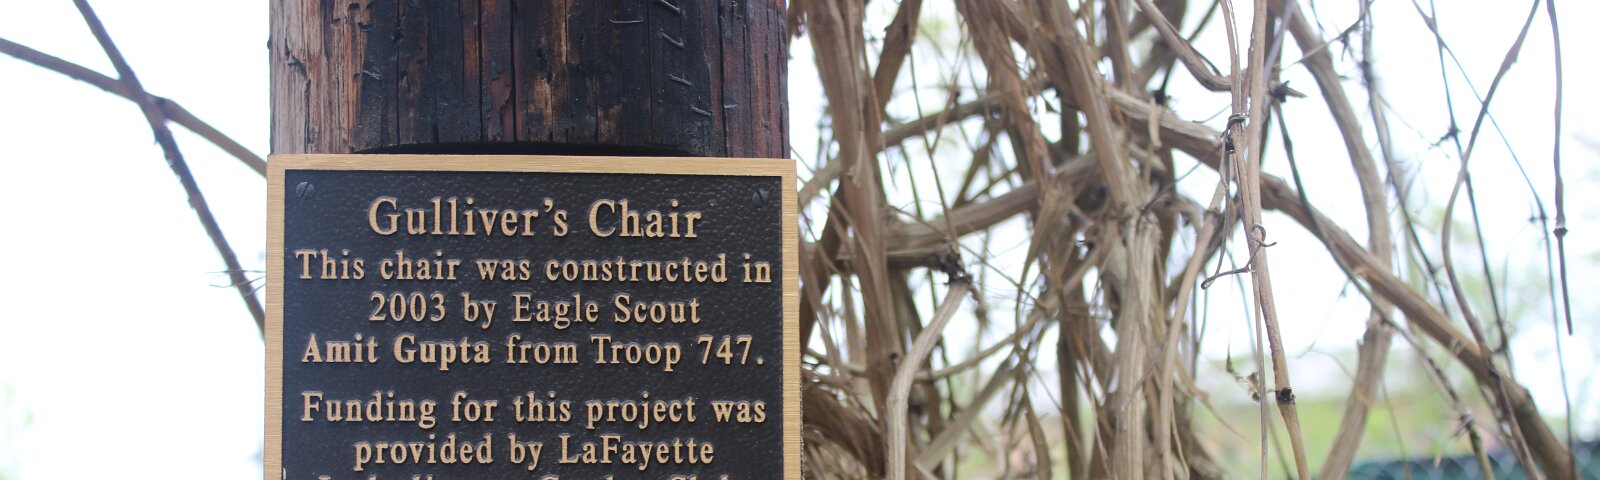 Gulliver's Chair
This chair was constructed in
2003 by Eagle Scout
Amit Gupta from Troop 747.
Funding for this project was
provided by LaFayette